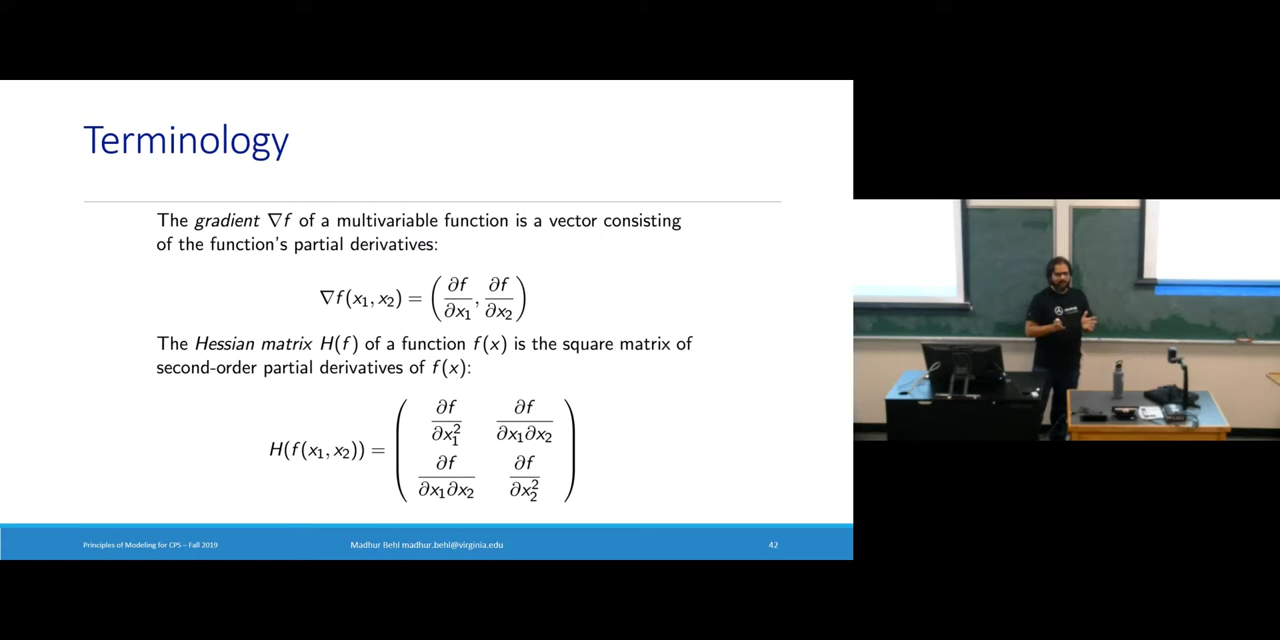 Terminology
The gradient ∇f of a multivariable function is a vector consisting
of the function's partial derivatives:
∇f(x₁, x₂) = (∂f/∂x₁, ∂f/∂x₂)
The Hessian matrix H(f) of a function f(x) is the square matrix of
second-order partial derivatives of f(x):
H(f(x₁, x₂)) = ( ∂f/∂x₁² ∂f/∂x₁∂x₂
∂f/∂x₁∂x₂ ∂f/∂x₂² )
Principles of Modeling for CPS – Fall 2019 Madhur Behl madhur.behl@virginia.edu 42